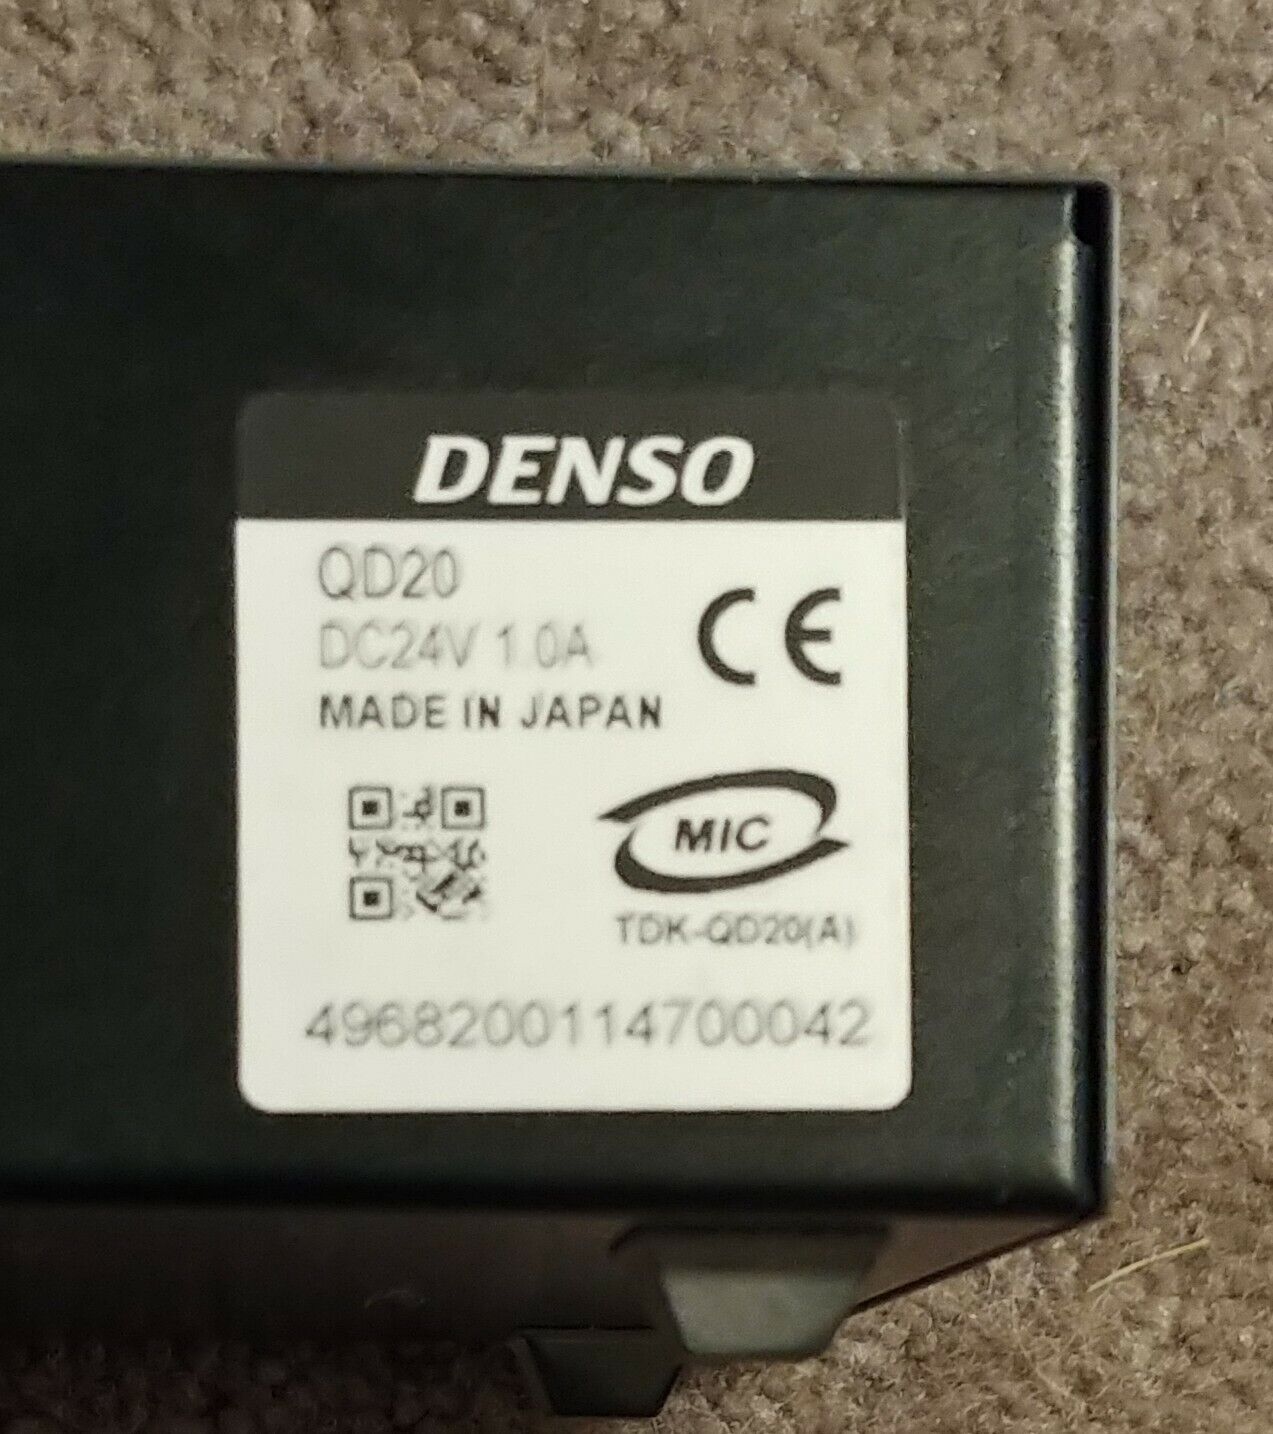 DENSO
QD20
DC24V 1.0A
CE
MADE IN JAPAN
MIC
TDK-QD20(A)
4968200114700042